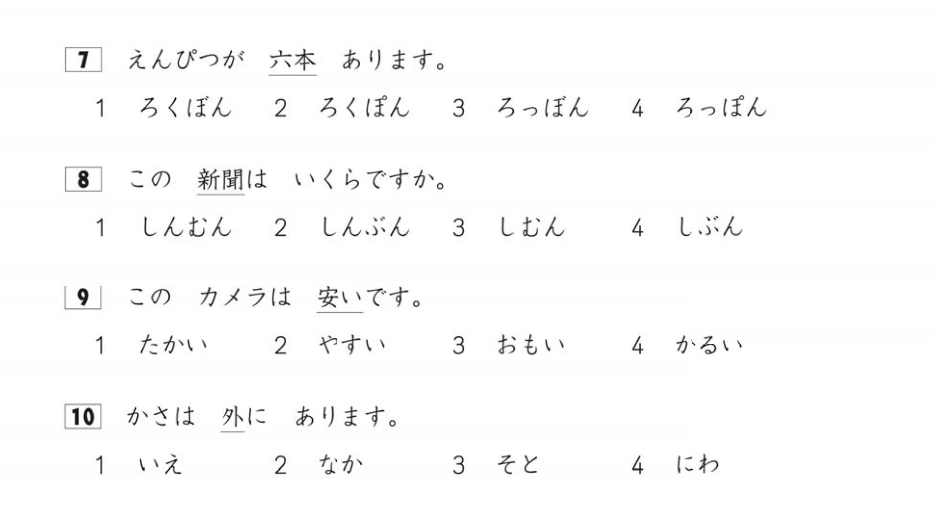 7 えんぴつが 六本 あります。
1 ろくぼん 2 ろくぽん 3 ろっぼん 4 ろっぽん
8 この 新聞は いくらですか。
1 しんむん 2 しんぶん 3 しむん 4 しぶん
9 この カメラは 安いです。
1 たかい 2 やすい 3 おもい 4 かるい
10 かさは 外に あります。
1 いえ 2 なか 3 そと 4 にわ